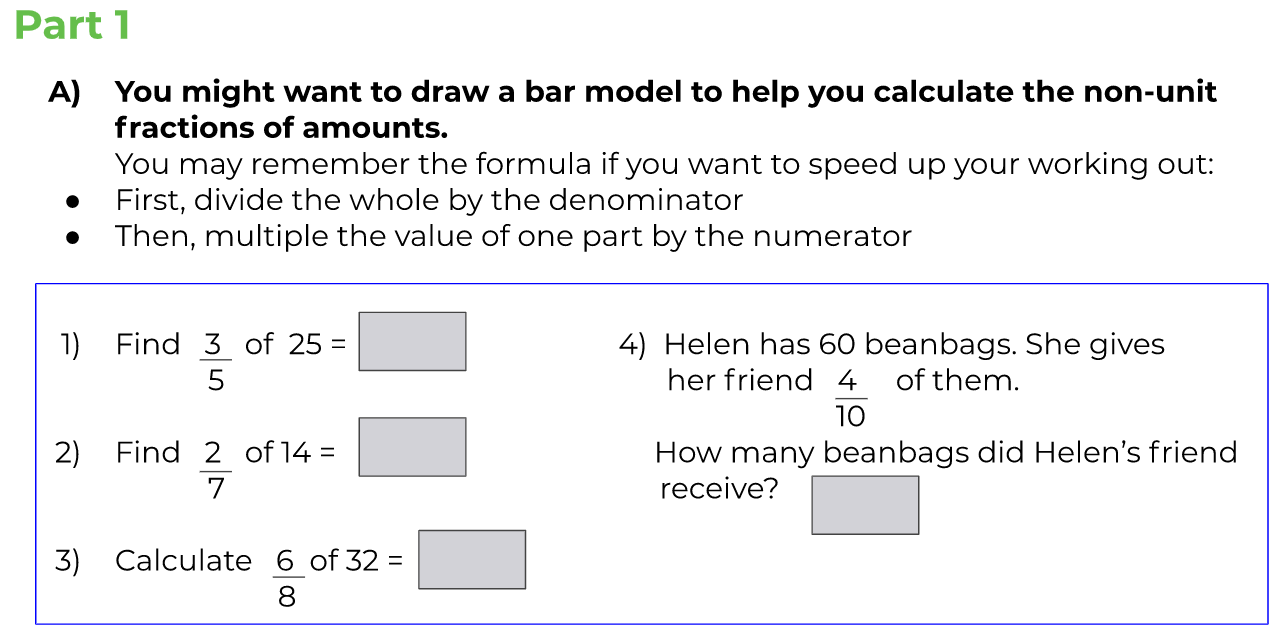 Part 1
A) You might want to draw a bar model to help you calculate the non-unit
fractions of amounts.
You may remember the formula if you want to speed up your working out:
● First, divide the whole by the denominator
● Then, multiple the value of one part by the numerator
1) Find 3/5 of 25 =
2) Find 2/7 of 14 =
3) Calculate 6/8 of 32 =
4) Helen has 60 beanbags. She gives
her friend 4/10 of them.
How many beanbags did Helen’s friend
receive?